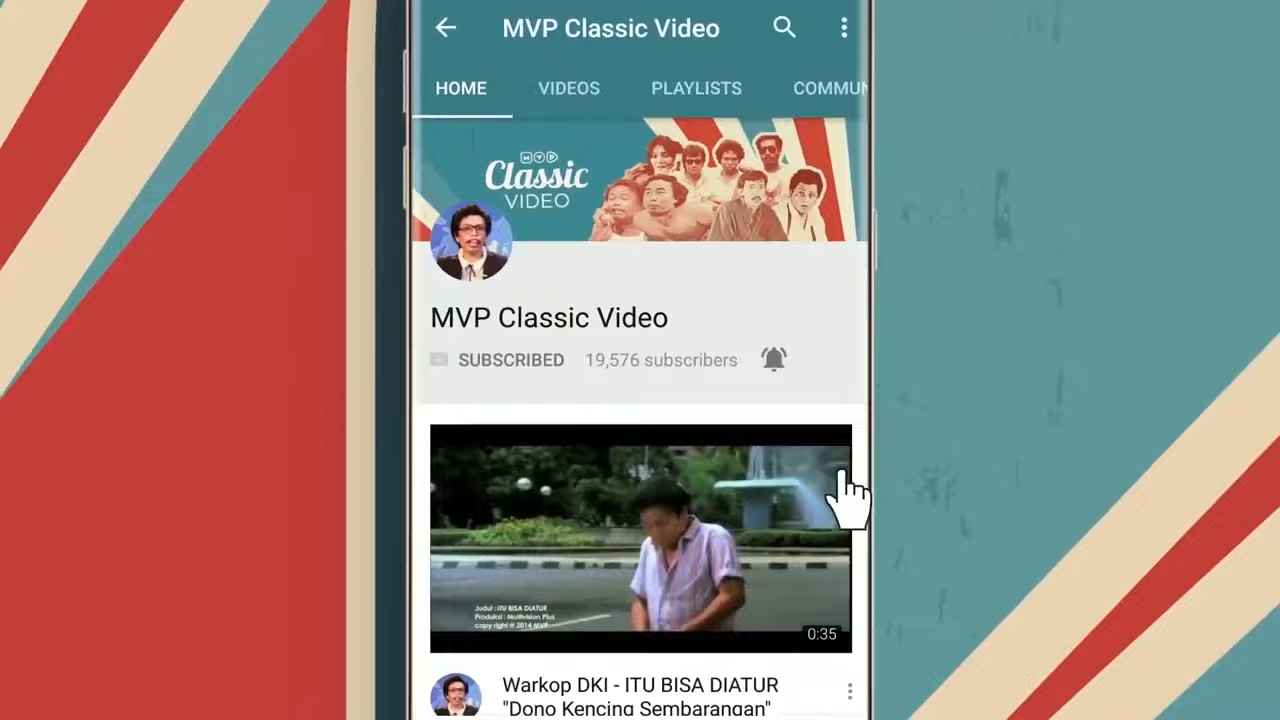 MVP Classic Video
HOME VIDEOS PLAYLISTS COMMUN
MVP
Classic
VIDEO
MVP Classic Video
SUBSCRIBED 19,576 subscribers
Judul : ITU BISA DIATUR
Produksi : Multivision Plus
copy right @ 2014 MVP
0:35
Warkop DKI - ITU BISA DIATUR
"Dono Kencing Sembarangan"